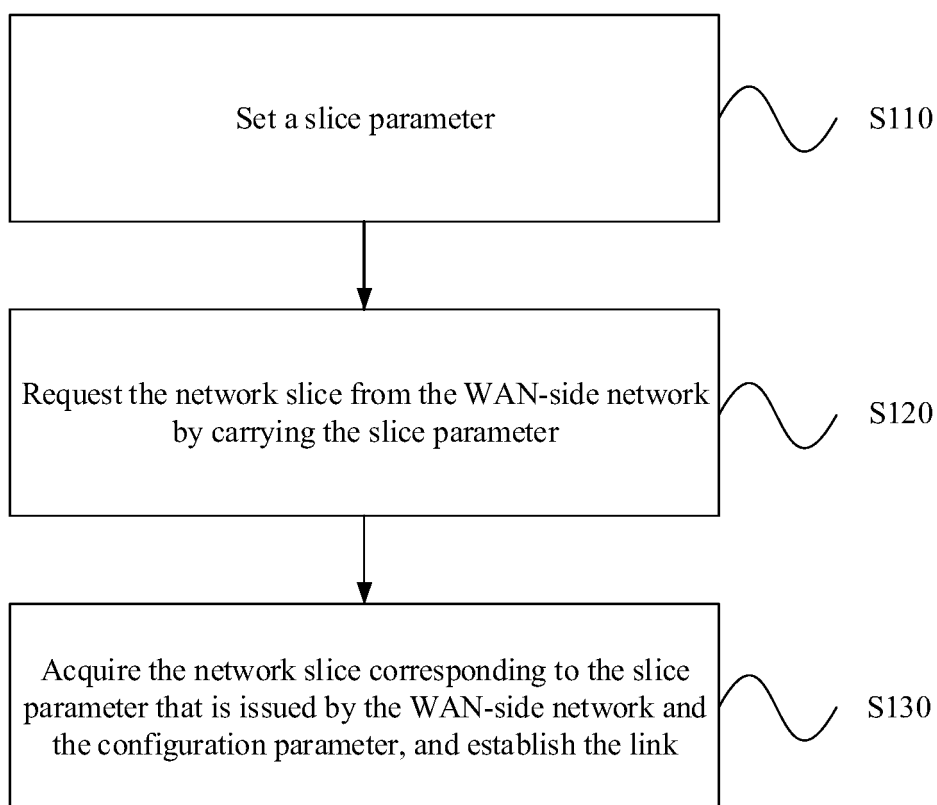 Set a slice parameter
S110
Request the network slice from the WAN-side network
by carrying the slice parameter
S120
Acquire the network slice corresponding to the slice
parameter that is issued by the WAN-side network and
the configuration parameter, and establish the link
S130